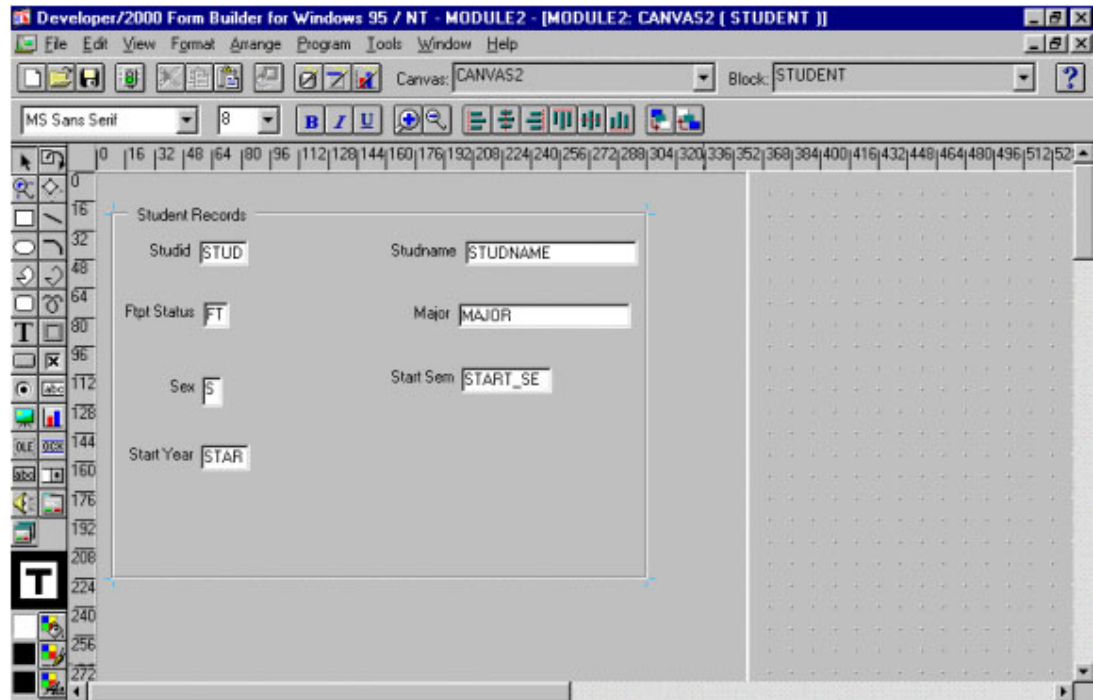 Developer/2000 Form Builder for Windows 95 / NT - MODULE2 - [MODULE2: CANVAS2 ( STUDENT )]
File Edit View Format Arrange Program Tools Window Help
Canvas: CANVAS2 Block: STUDENT ?
MS Sans Serif 8 B I U
0 16 32 48 64 80 96 112 128 144 160 176 192 208 224 240 256 272 288 304 320 336 352 368 384 400 416 432 448 464 480 496 512 52
0
16
Student Records
32
Studid STUD Studname STUDNAME
48
64
Ftpt Status FT Major MAJOR
80
T
96
112
abc
Sex S Start Sem START_SE
128
144
OLE OCX
Start Year STAR
160
abc
176
192
208
T
224
240
256
272